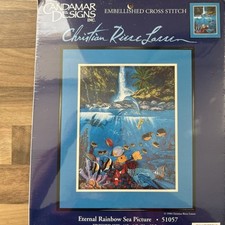 CANDAMAR
DESIGNS
INC.
EMBELLISHED CROSS STITCH
Christian Riese Lassen
Eternal Rainbow Sea Picture • 51057